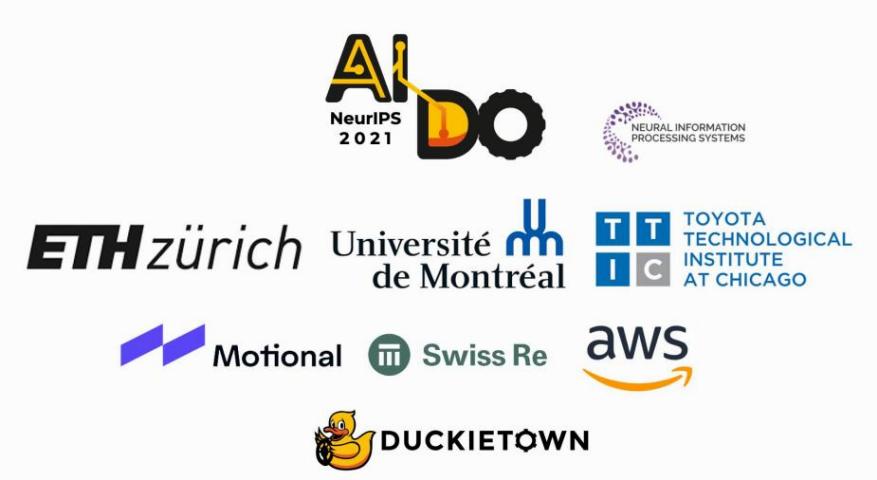 AI
DO
NeurIPS
2021
NEURAL INFORMATION
PROCESSING SYSTEMS
ETH zürich
Université
de Montréal
TTIC
TOYOTA
TECHNOLOGICAL
INSTITUTE
AT CHICAGO
Motional
Swiss Re
aws
DUCKIETOWN